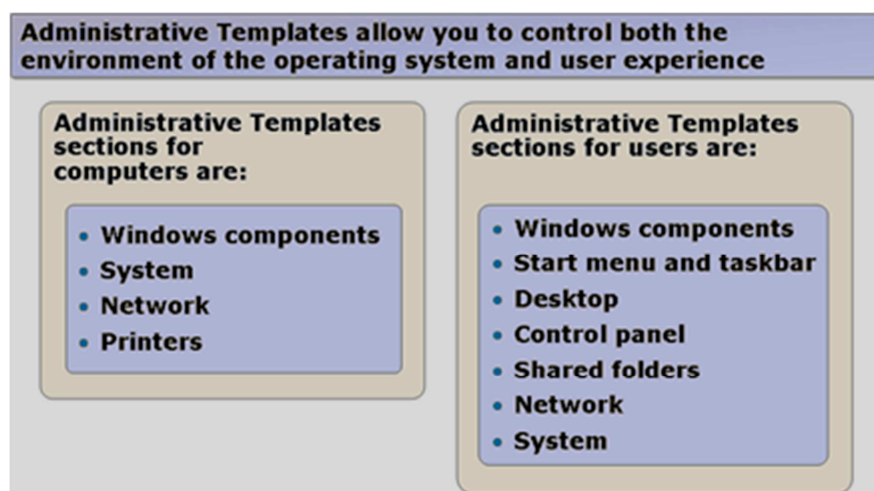 Administrative Templates allow you to control both the
environment of the operating system and user experience
Administrative Templates
sections for
computers are:
• Windows components
• System
• Network
• Printers
Administrative Templates
sections for users are:
• Windows components
• Start menu and taskbar
• Desktop
• Control panel
• Shared folders
• Network
• System